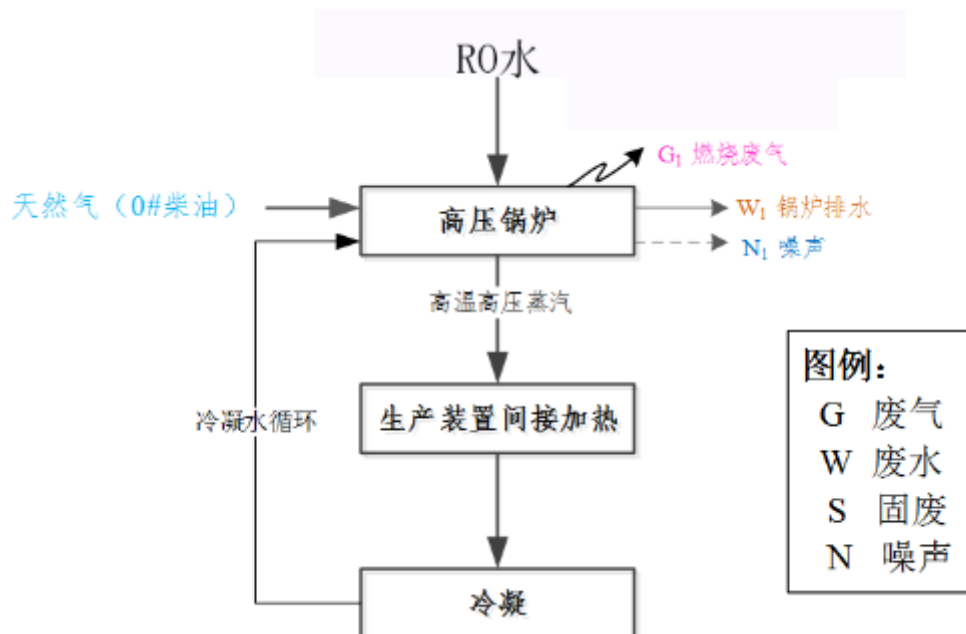 RO水
G₁ 燃烧废气
天然气（0#柴油）
高压锅炉
W₁ 锅炉排水
N₁ 噪声
高温高压蒸汽
冷凝水循环
生产装置间接加热
冷凝
图例：
G 废气
W 废水
S 固废
N 噪声